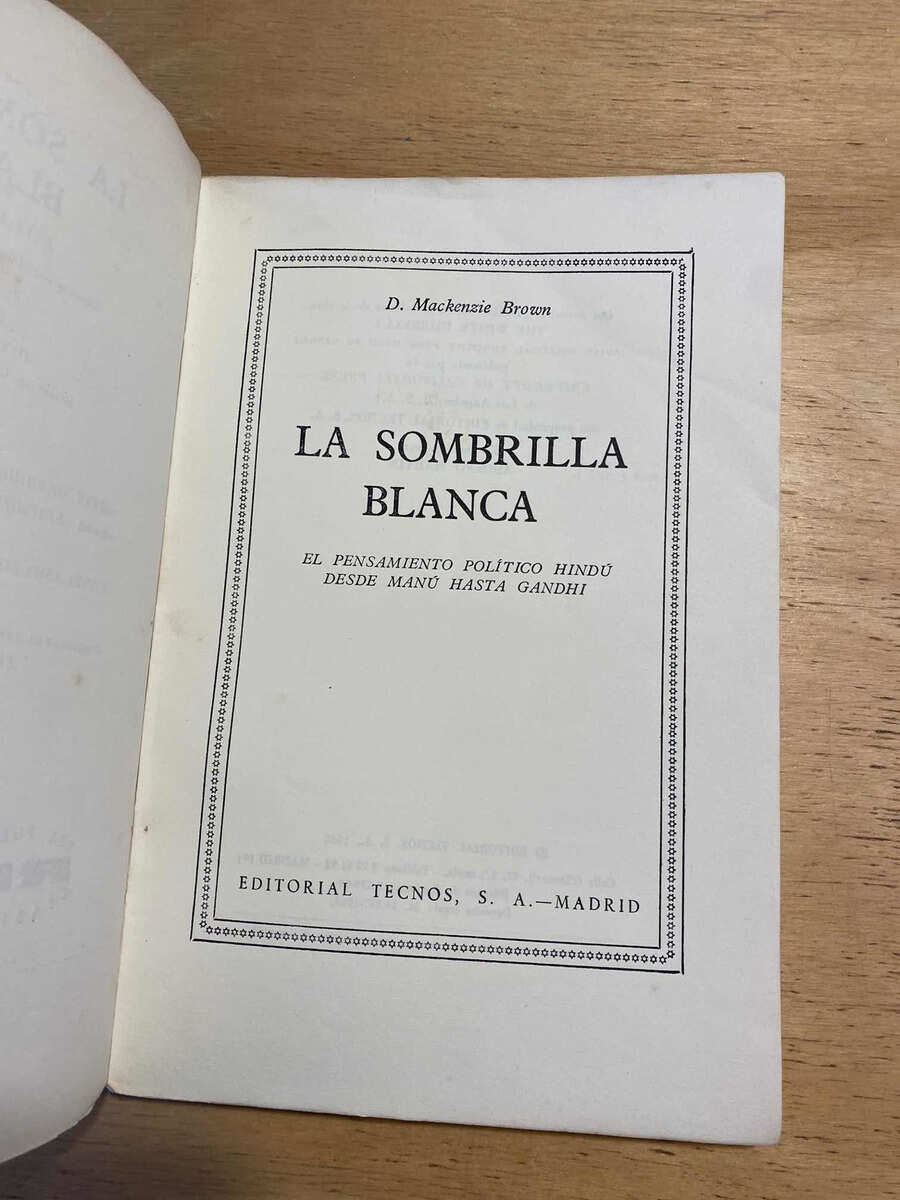 D. Mackenzie Brown
LA SOMBRILLA
BLANCA
EL PENSAMIENTO POLÍTICO HINDÚ
DESDE MANÚ HASTA GANDHI
EDITORIAL TECNOS, S. A.—MADRID